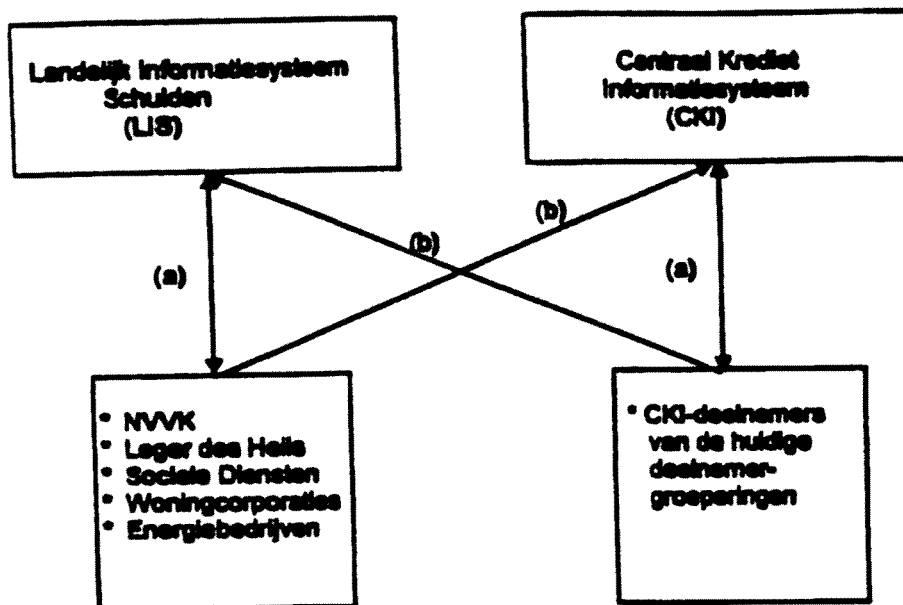 Landelijk Informatiesysteem
Schulden
(LIS)
Centraal Krediet
Informatiesysteem
(CKI)
(b)
(b)
(a)
(a)
* NVVK
* Leger des Heils
* Sociale Diensten
* Woningcorporaties
* Energiebedrijven
* CKI-deelnemers
van de huidige
deelnemer-
groeperingen